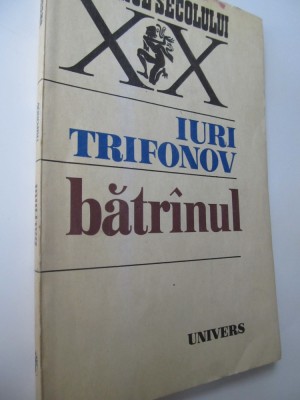 SECOLULUI
XX
IURI
TRIFONOV
bătrînul
UNIVERS